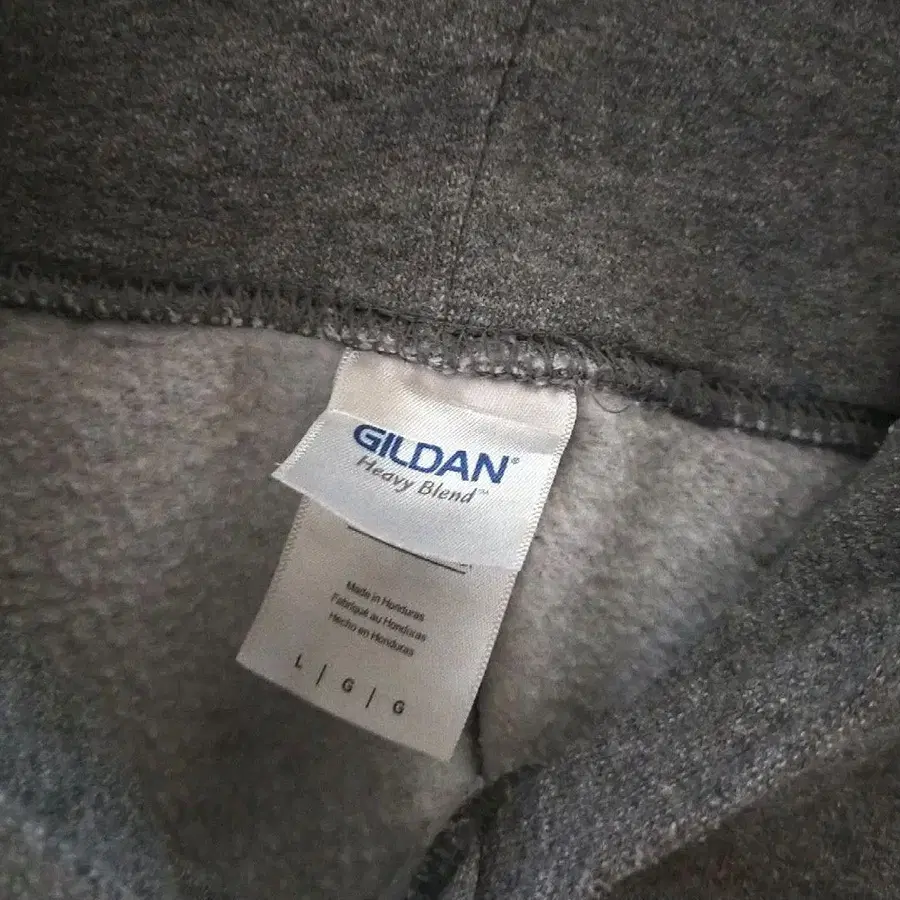 GILDAN®
Heavy Blend™
Made in Honduras
Fabriqué au Honduras
Hecho en Honduras
L | G | G